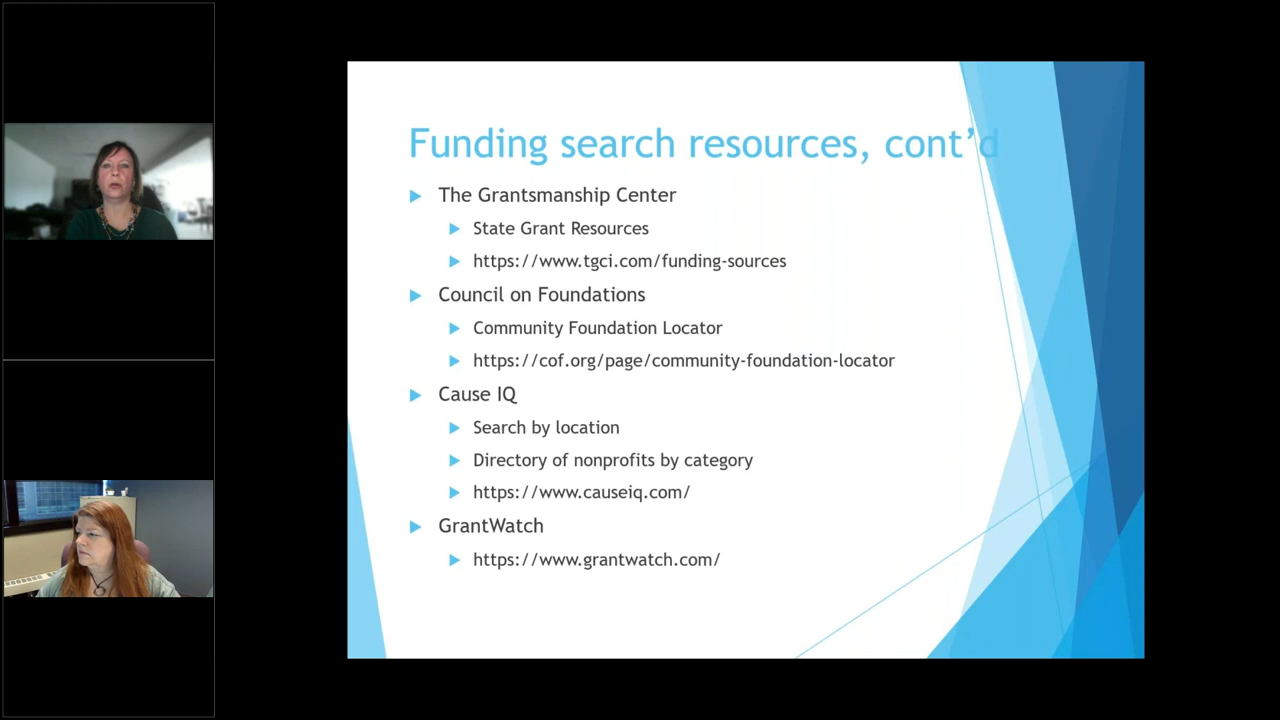 Funding search resources, cont’d
The Grantsmanship Center
State Grant Resources
https://www.tgci.com/funding-sources
Council on Foundations
Community Foundation Locator
https://cof.org/page/community-foundation-locator
Cause IQ
Search by location
Directory of nonprofits by category
https://www.causeiq.com/
GrantWatch
https://www.grantwatch.com/